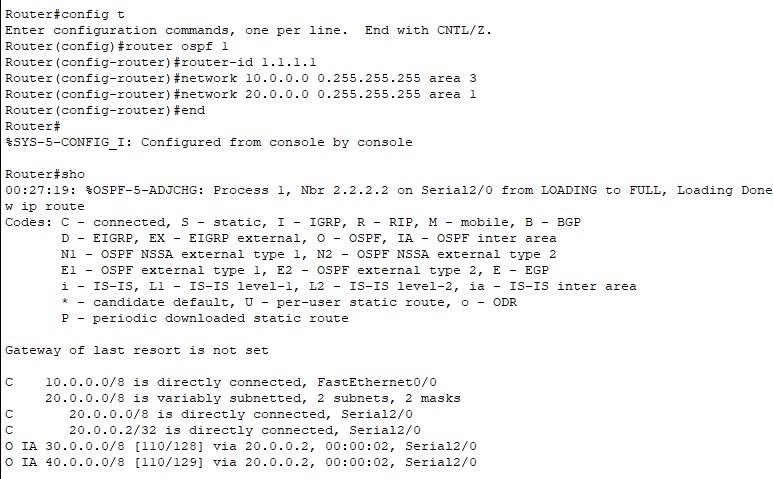 Router#config t
Enter configuration commands, one per line.  End with CNTL/Z.
Router(config)#router ospf 1
Router(config-router)#router-id 1.1.1.1
Router(config-router)#network 10.0.0.0 0.255.255.255 area 3
Router(config-router)#network 20.0.0.0 0.255.255.255 area 1
Router(config-router)#end
Router#
%SYS-5-CONFIG_I: Configured from console by console

Router#sho
00:27:19: %OSPF-5-ADJCHG: Process 1, Nbr 2.2.2.2 on Serial2/0 from LOADING to FULL, Loading Done
w ip route
Codes: C - connected, S - static, I - IGRP, R - RIP, M - mobile, B - BGP
       D - EIGRP, EX - EIGRP external, O - OSPF, IA - OSPF inter area
       N1 - OSPF NSSA external type 1, N2 - OSPF NSSA external type 2
       E1 - OSPF external type 1, E2 - OSPF external type 2, E - EGP
       i - IS-IS, L1 - IS-IS level-1, L2 - IS-IS level-2, ia - IS-IS inter area
       * - candidate default, U - per-user static route, o - ODR
       P - periodic downloaded static route

Gateway of last resort is not set

C    10.0.0.0/8 is directly connected, FastEthernet0/0
     20.0.0.0/8 is variably subnetted, 2 subnets, 2 masks
C       20.0.0.0/8 is directly connected, Serial2/0
C       20.0.0.2/32 is directly connected, Serial2/0
O IA 30.0.0.0/8 [110/128] via 20.0.0.2, 00:00:02, Serial2/0
O IA 40.0.0.0/8 [110/129] via 20.0.0.2, 00:00:02, Serial2/0